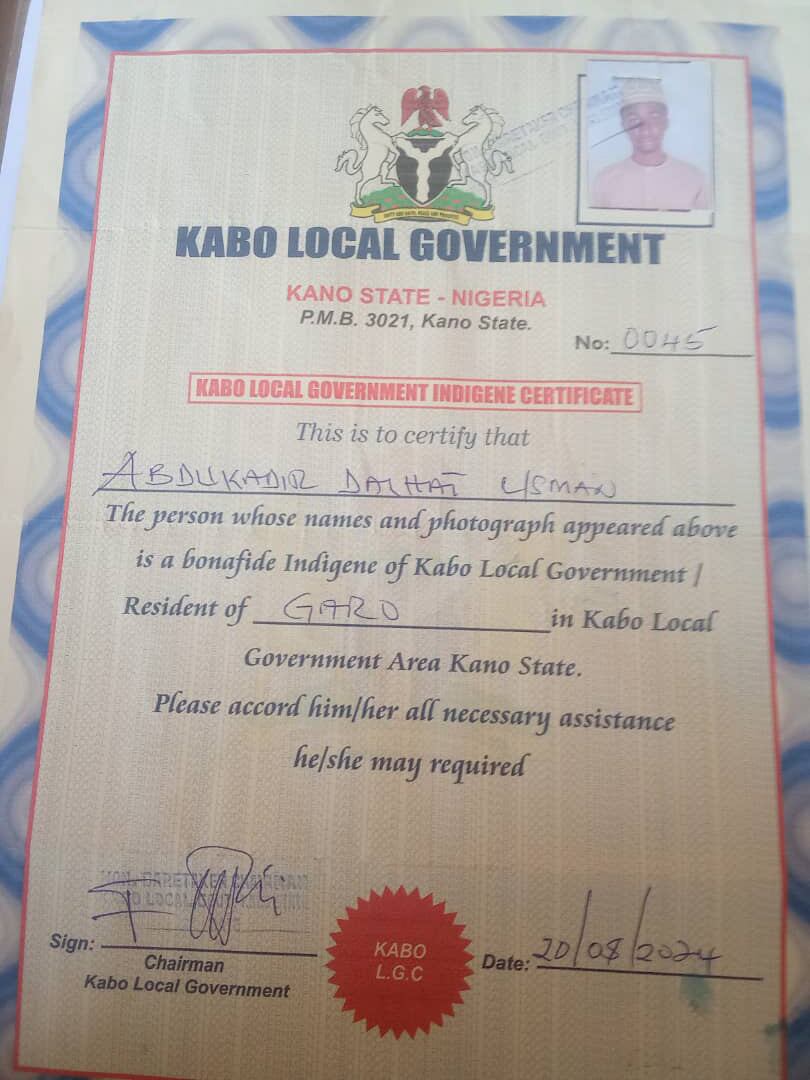 KABO LOCAL GOVERNMENT
KANO STATE - NIGERIA
P.M.B. 3021, Kano State.
No: 0045
KABO LOCAL GOVERNMENT INDIGENE CERTIFICATE
This is to certify that
ABDUKADIR DALHAT USMAN
The person whose names and photograph appeared above
is a bonafide Indigene of Kabo Local Government /
Resident of GARO in Kabo Local
Government Area Kano State.
Please accord him/her all necessary assistance
he/she may required
HON. CARETAKER CHAIRMAN
Sign:
Chairman
Kabo Local Government
KABO
L.G.C
Date: 20/08/2024